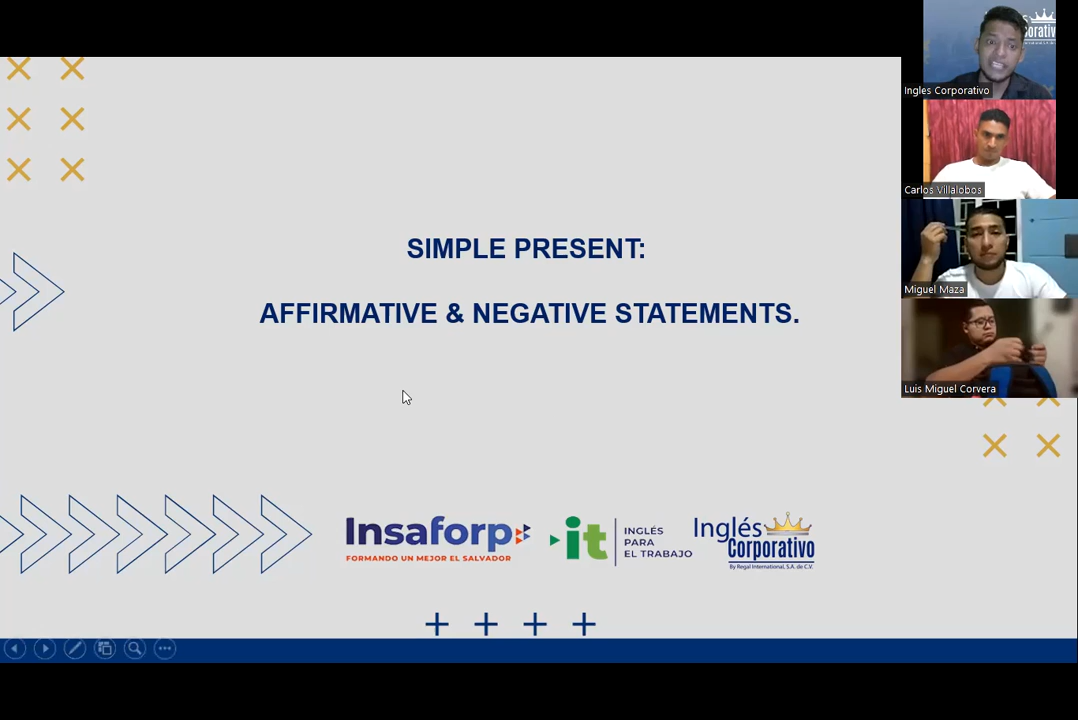 SIMPLE PRESENT:
AFFIRMATIVE & NEGATIVE STATEMENTS.
Insaforp
FORMANDO UN MEJOR EL SALVADOR
it
INGLÉS
PARA
EL TRABAJO
Inglés
Corporativo
By Regal International, S.A. de C.V.
Ingles Corporativo
Carlos Villalobos
Miguel Maza
Luis Miguel Corvera